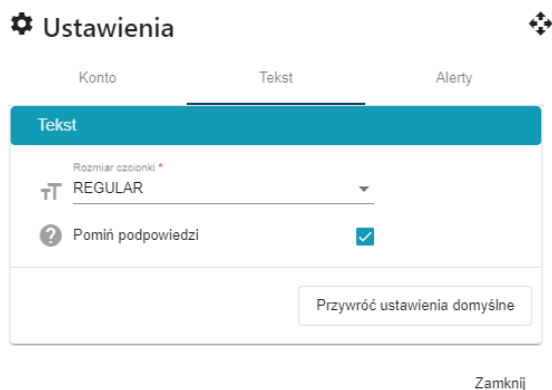 Ustawienia
Konto Tekst Alerty
Tekst
Rozmiar czcionki *
REGULAR
Pomiń podpowiedzi
Przywróć ustawienia domyślne
Zamknij